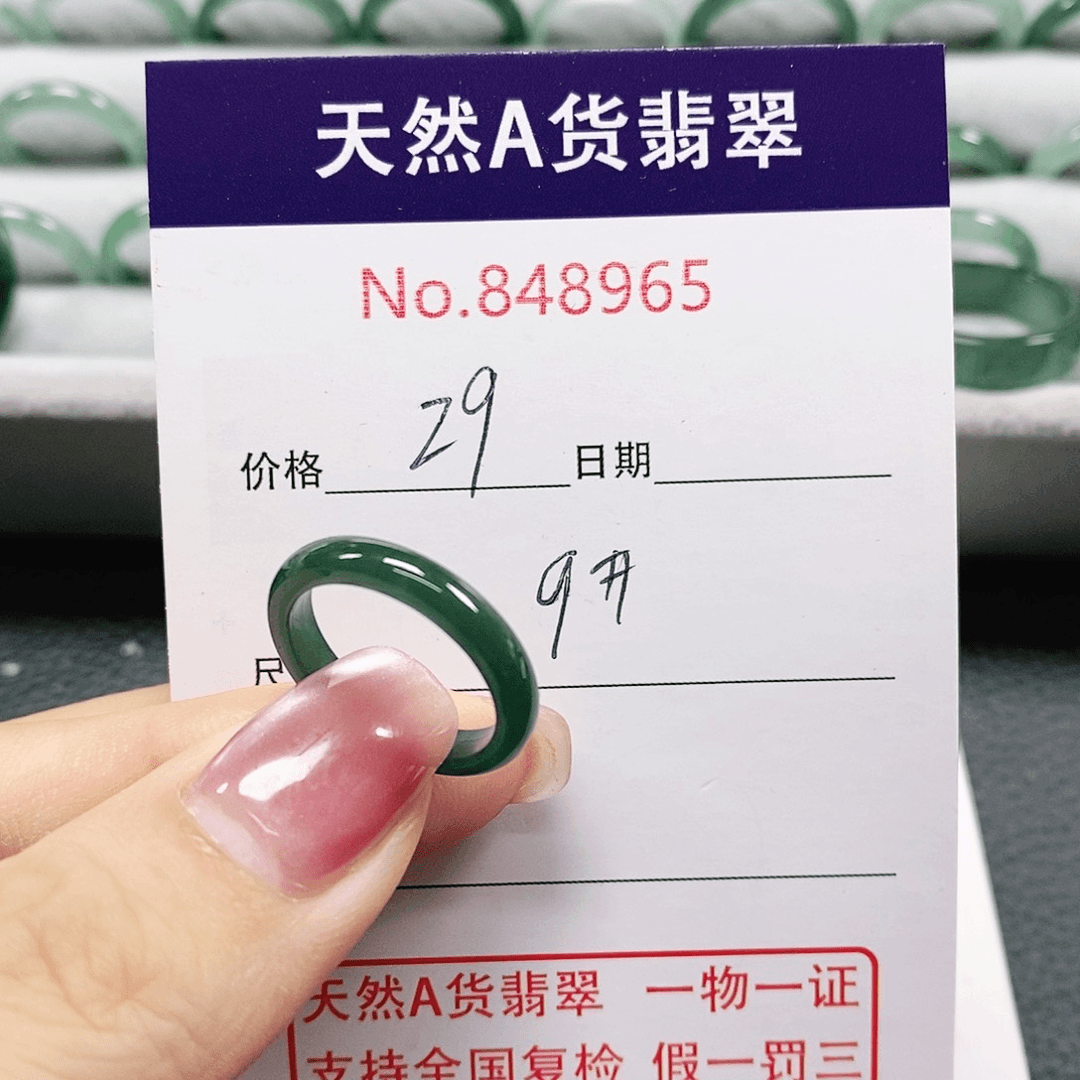 天然A货翡翠
No.848965
价格 29 日期
9#
尺
天然A货翡翠 一物一证
支持全国复检 假一罚三